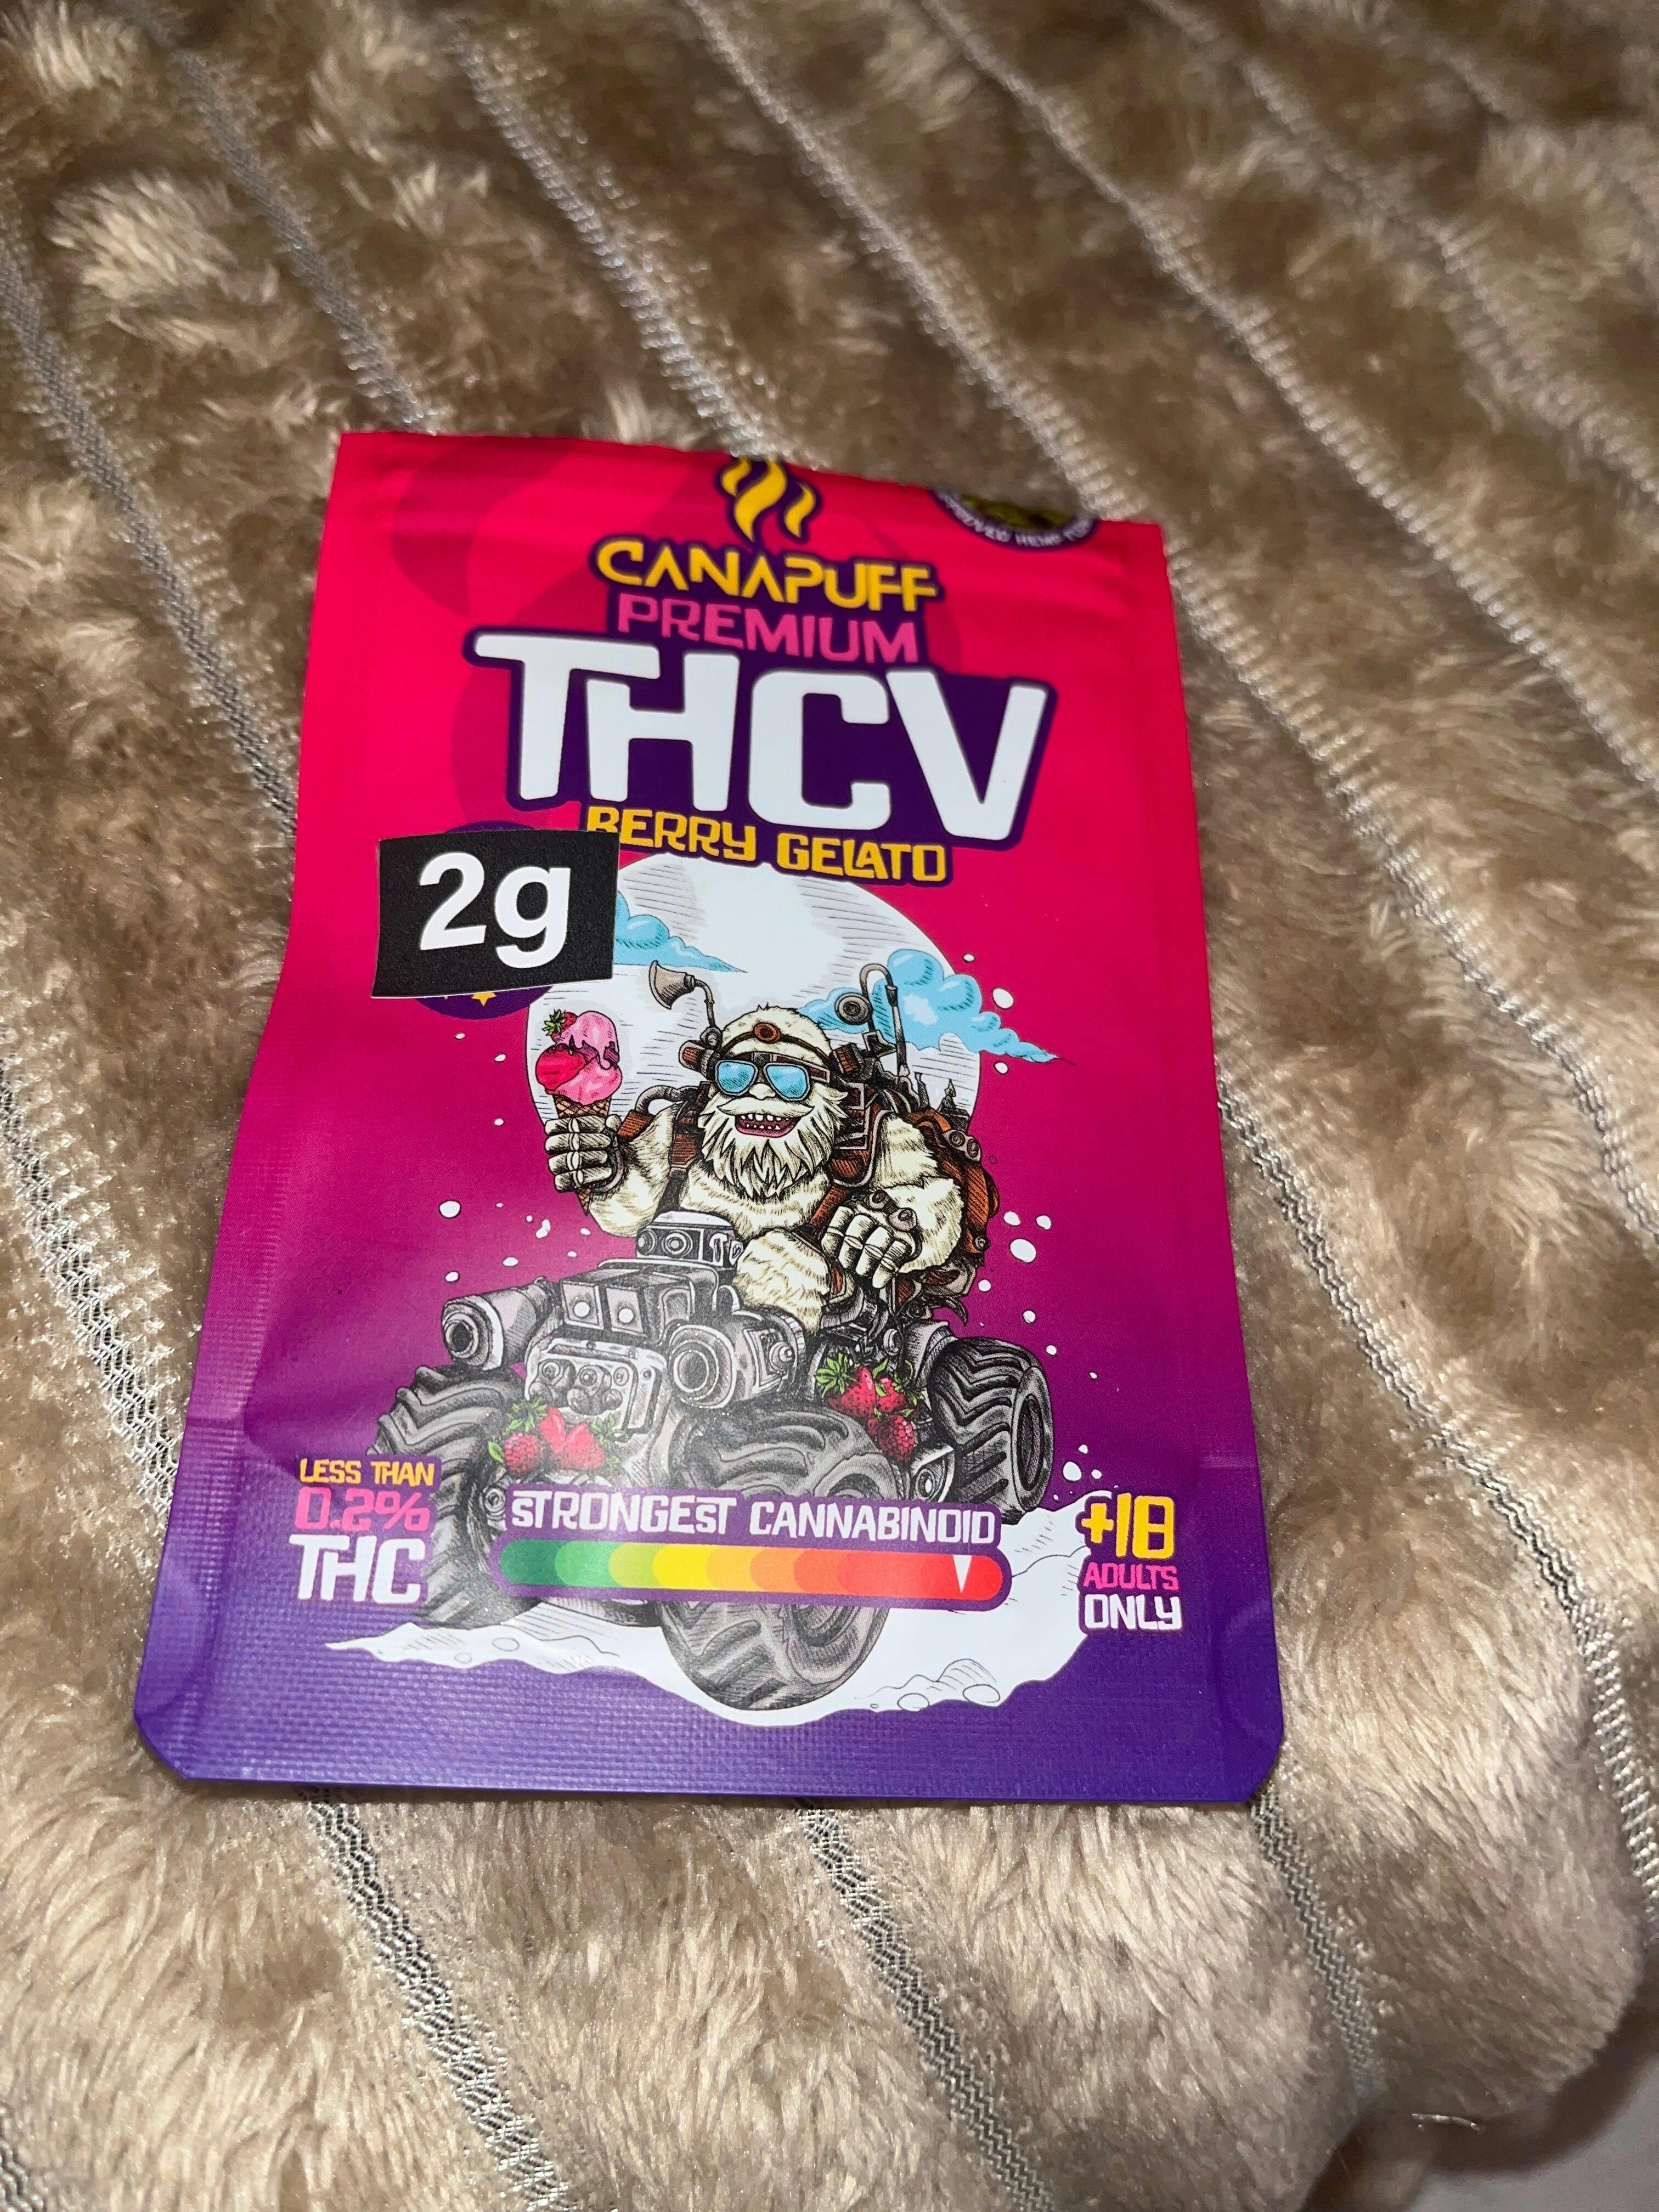 CANAPUFF
PREMIUM
THCV
BERRY GELATO
2g
LESS THAN
0.2%
THC
STRONGEST CANNABINOID
+18
ADULTS
ONLY